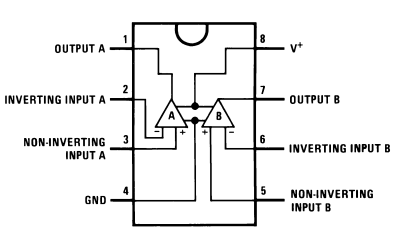 1
OUTPUT A
8
V+
2
INVERTING INPUT A
7
OUTPUT B
A
B
− + + −
3
NON-INVERTING
INPUT A
6
INVERTING INPUT B
4
GND
5
NON-INVERTING
INPUT B